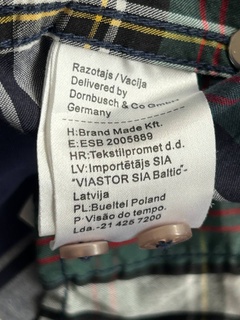 Razotajs / Vacija
Delivered by
Dornbusch & Co GmbH
Germany
H:Brand Made Kft.
E:ESB 2005889
HR:Tekstilpromet d.d.
LV:Importētājs SIA
"VIASTOR SIA Baltic"-
Latvija
PL:Bueltel Poland
P:Visão do tempo.
Lda.-21 425 7200